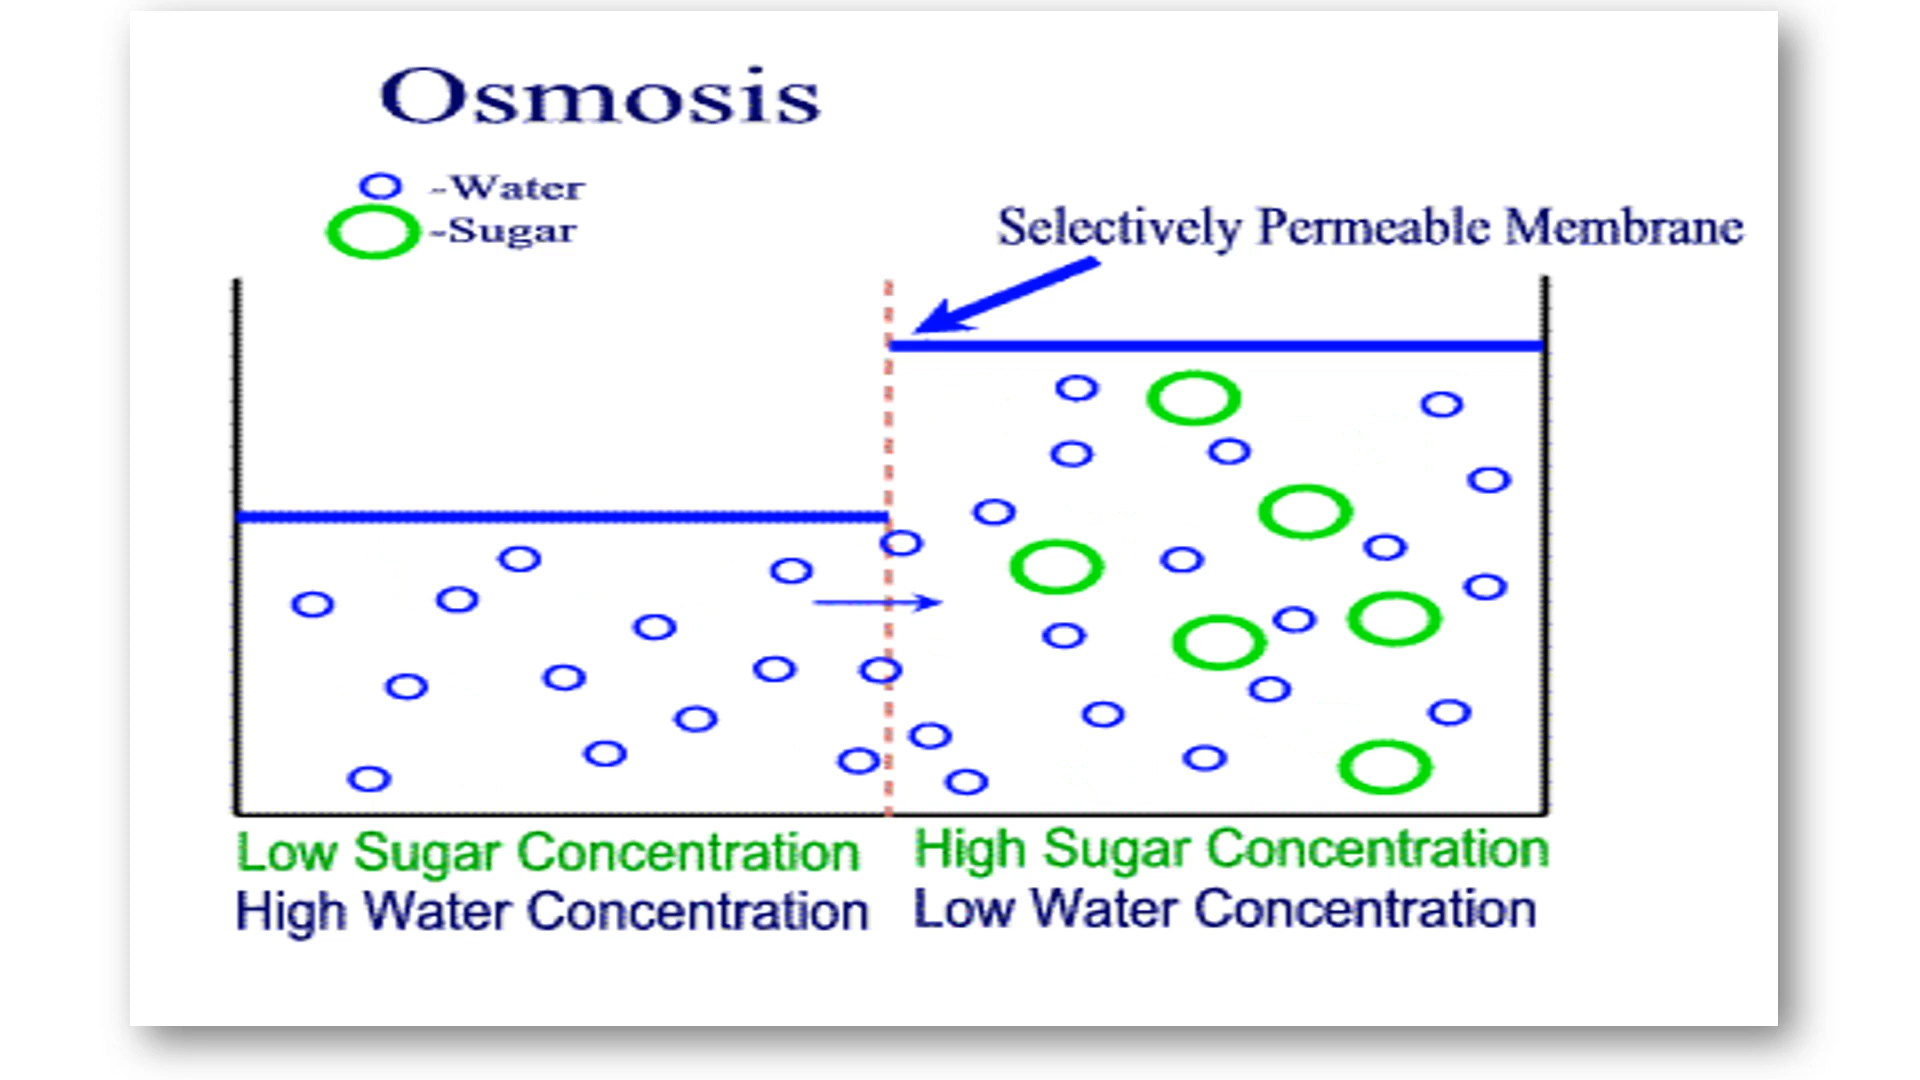 Osmosis
-Water
-Sugar
Selectively Permeable Membrane
Low Sugar Concentration
High Water Concentration
High Sugar Concentration
Low Water Concentration